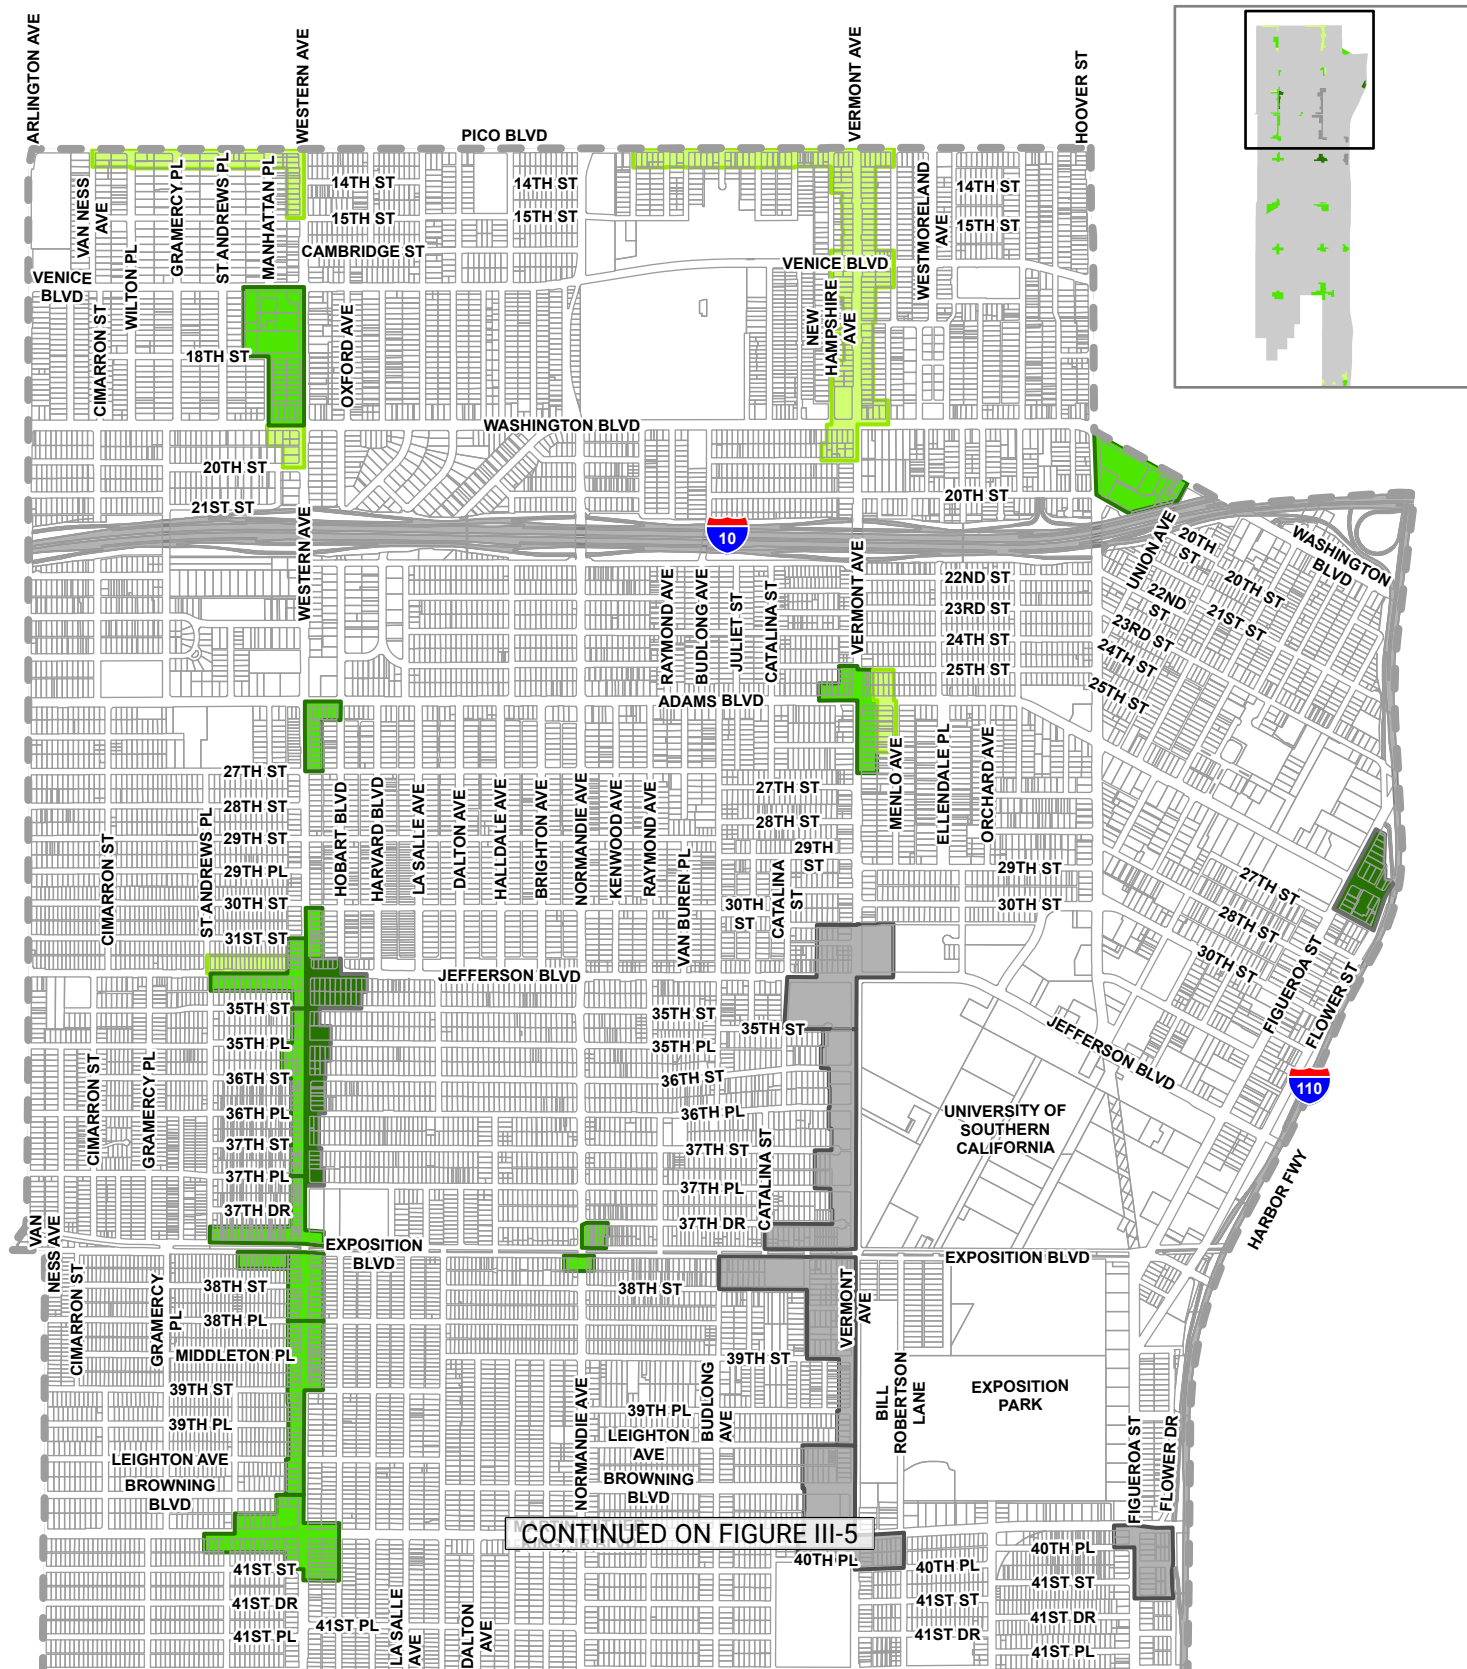 ARLINGTON AVE
WESTERN AVE
VERMONT AVE
HOOVER ST
PICO BLVD
VAN NESS
AVE
WILTON PL
GRAMERCY PL
ST ANDREWS PL
MANHATTAN PL
14TH ST
15TH ST
CAMBRIDGE ST
14TH ST
15TH ST
WESTMORELAND
AVE
14TH ST
15TH ST
VENICE
BLVD
VENICE BLVD
CIMARRON ST
18TH ST
OXFORD AVE
NEW
HAMPSHIRE
AVE
WASHINGTON BLVD
20TH ST
21ST ST
20TH ST
WESTERN AVE
10
VERMONT AVE
UNION AVE
20TH
ST
WASHINGTON
BLVD
20TH ST
22ND
ST
21ST ST
23RD ST
24TH ST
25TH ST
22ND ST
23RD ST
24TH ST
25TH ST
RAYMOND AVE
BUDLONG AVE
JULIET ST
CATALINA ST
ADAMS BLVD
27TH ST
28TH ST
29TH ST
29TH PL
30TH ST
31ST ST
CIMARRON ST
ST ANDREWS PL
HOBART BLVD
HARVARD BLVD
LA SALLE AVE
DALTON AVE
HALLDALE AVE
BRIGHTON AVE
NORMANDIE AVE
KENWOOD AVE
RAYMOND AVE
VAN BUREN PL
27TH ST
28TH ST
29TH
ST
CATALINA
ST
30TH
ST
MENLO AVE
ELLENDALE PL
ORCHARD AVE
29TH ST
30TH ST
27TH ST
28TH ST
30TH ST
FIGUEROA ST
FLOWER ST
JEFFERSON BLVD
35TH ST
35TH PL
36TH ST
36TH PL
37TH ST
37TH PL
37TH DR
CIMARRON ST
GRAMERCY PL
35TH ST
35TH ST
35TH PL
36TH ST
36TH PL
37TH ST
37TH PL
37TH DR
CATALINA ST
JEFFERSON BLVD
110
UNIVERSITY OF
SOUTHERN
CALIFORNIA
HARBOR FWY
VAN
NESS AVE
EXPOSITION
BLVD
EXPOSITION BLVD
CIMARRON ST
GRAMERCY
PL
38TH ST
38TH PL
MIDDLETON PL
39TH ST
39TH PL
LEIGHTON AVE
BROWNING
BLVD
38TH ST
VERMONT
AVE
39TH ST
NORMANDIE AVE
BUDLONG
AVE
39TH PL
LEIGHTON
AVE
BROWNING
BLVD
BILL
ROBERTSON
LANE
EXPOSITION
PARK
FIGUEROA ST
FLOWER DR
CONTINUED ON FIGURE III-5
41ST ST
41ST DR
41ST PL
41ST PL
LA SALLE
AVE
DALTON
AVE
40TH PL
40TH PL
41ST ST
41ST DR
40TH PL
41ST ST
41ST DR
41ST PL